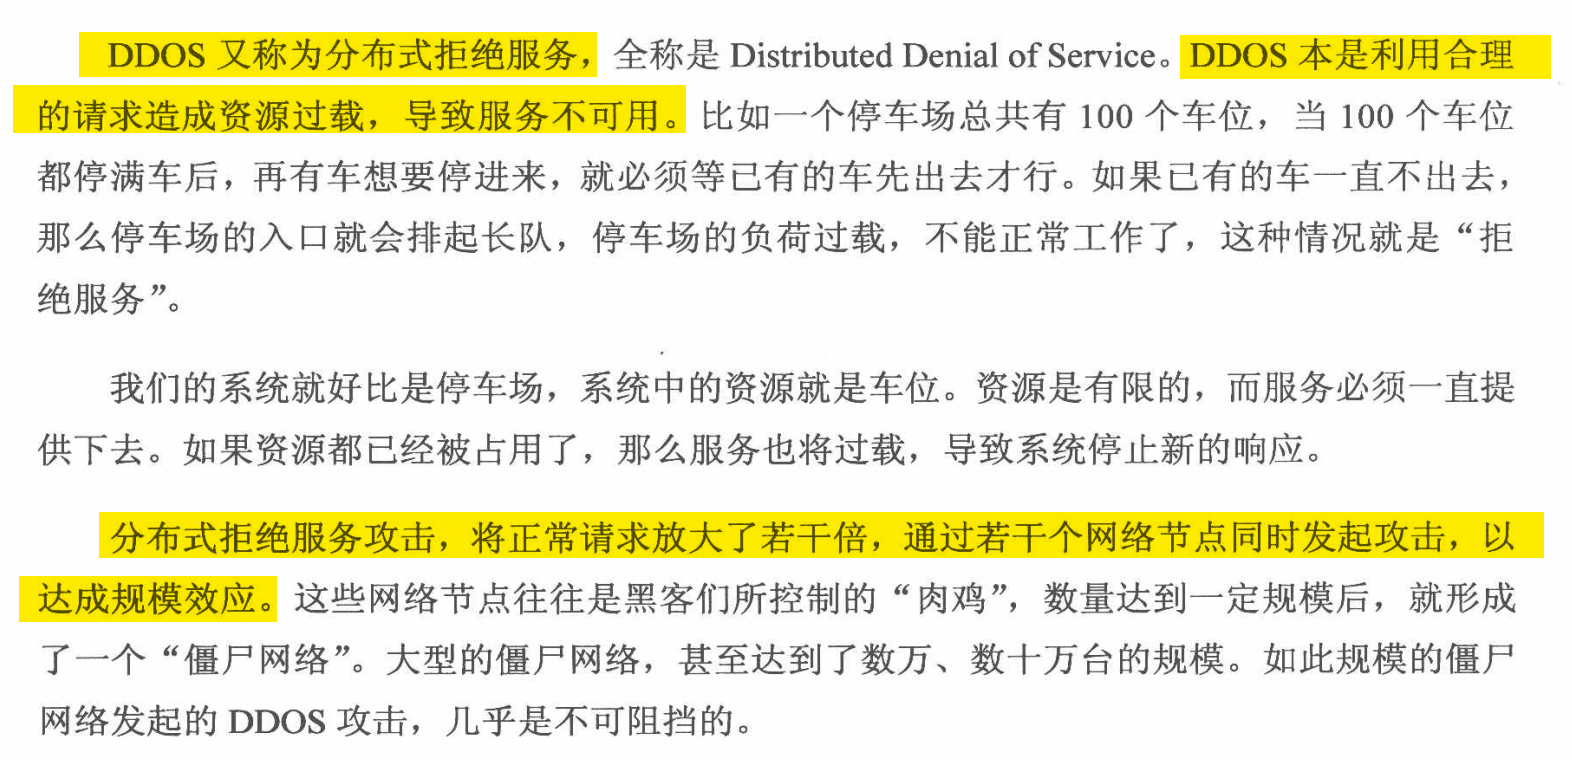 DDOS 又称为分布式拒绝服务，全称是 Distributed Denial of Service。DDOS 本是利用合理
的请求造成资源过载，导致服务不可用。比如一个停车场总共有 100 个车位，当 100 个车位
都停满车后，再有车想要停进来，就必须等已有的车先出去才行。如果已有的车一直不出去，
那么停车场的入口就会排起长队，停车场的负荷过载，不能正常工作了，这种情况就是“拒
绝服务”。
我们的系统就好比是停车场，系统中的资源就是车位。资源是有限的，而服务必须一直提
供下去。如果资源都已经被占用了，那么服务也将过载，导致系统停止新的响应。
分布式拒绝服务攻击，将正常请求放大了若干倍，通过若干个网络节点同时发起攻击，以
达成规模效应。这些网络节点往往是黑客们所控制的“肉鸡”，数量达到一定规模后，就形成
了一个“僵尸网络”。大型的僵尸网络，甚至达到了数万、数十万台的规模。如此规模的僵尸
网络发起的 DDOS 攻击，几乎是不可阻挡的。